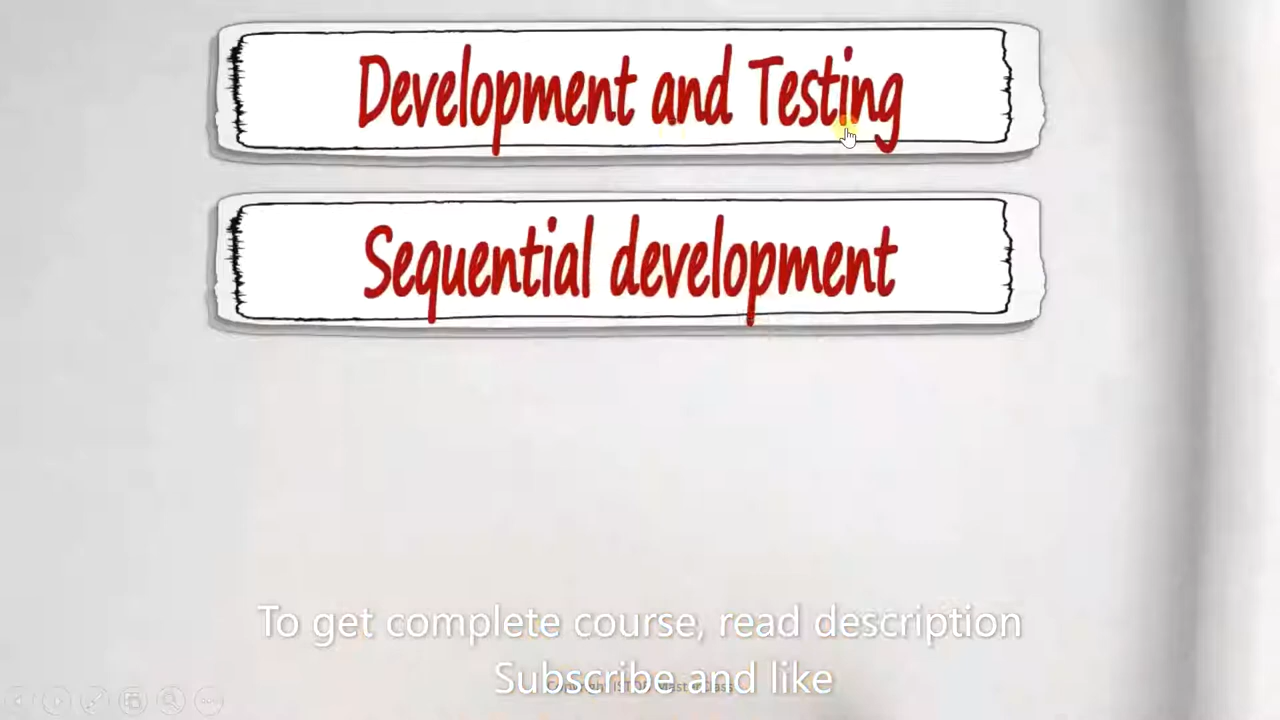 Development and Testing
Sequential development
To get complete course, read description
Subscribe and like